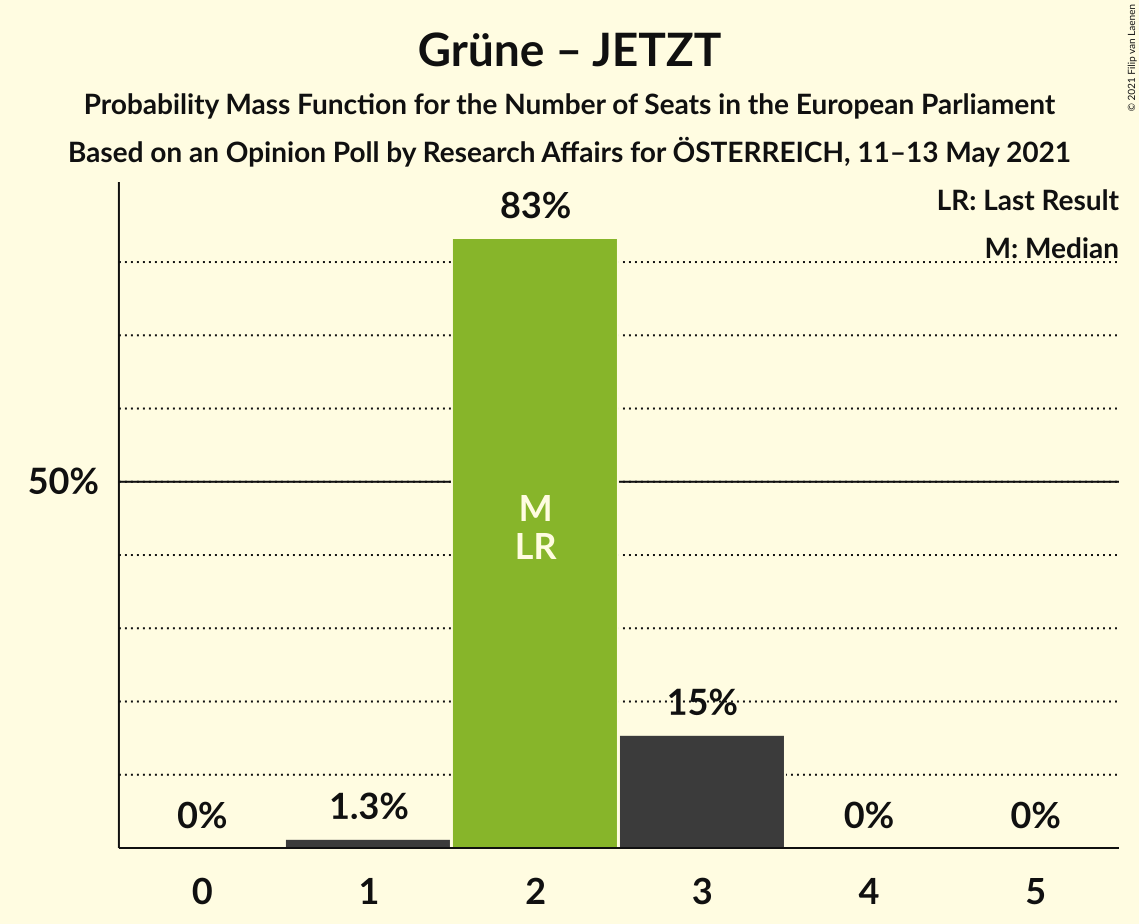 Grüne – JETZT
Probability Mass Function for the Number of Seats in the European Parliament
Based on an Opinion Poll by Research Affairs for ÖSTERREICH, 11–13 May 2021
© 2021 Filip van Laenen
LR: Last Result
M: Median
83%
50%
M
LR
15%
1.3%
0%
0%
0%
0 1 2 3 4 5